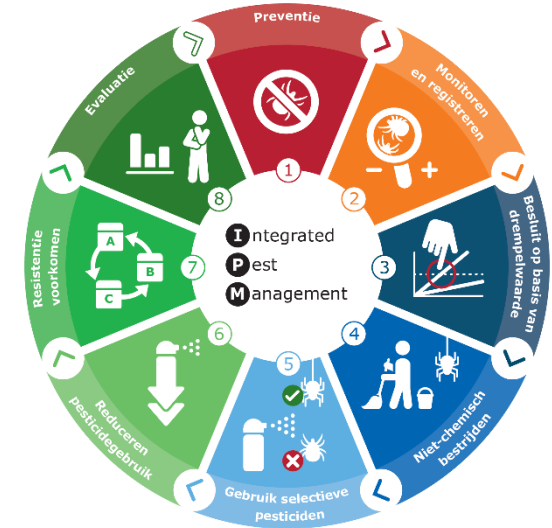 Preventie
1
Monitoren
en registreren
2
Besluit op basis van
drempelwaarde
3
Niet-chemisch
bestrijden
4
Gebruik selectieve
pesticiden
5
Reduceren
pesticidegebruik
6
Resistentie
voorkomen
7
A
B
C
Evaluatie
8
Integrated
Pest
Management